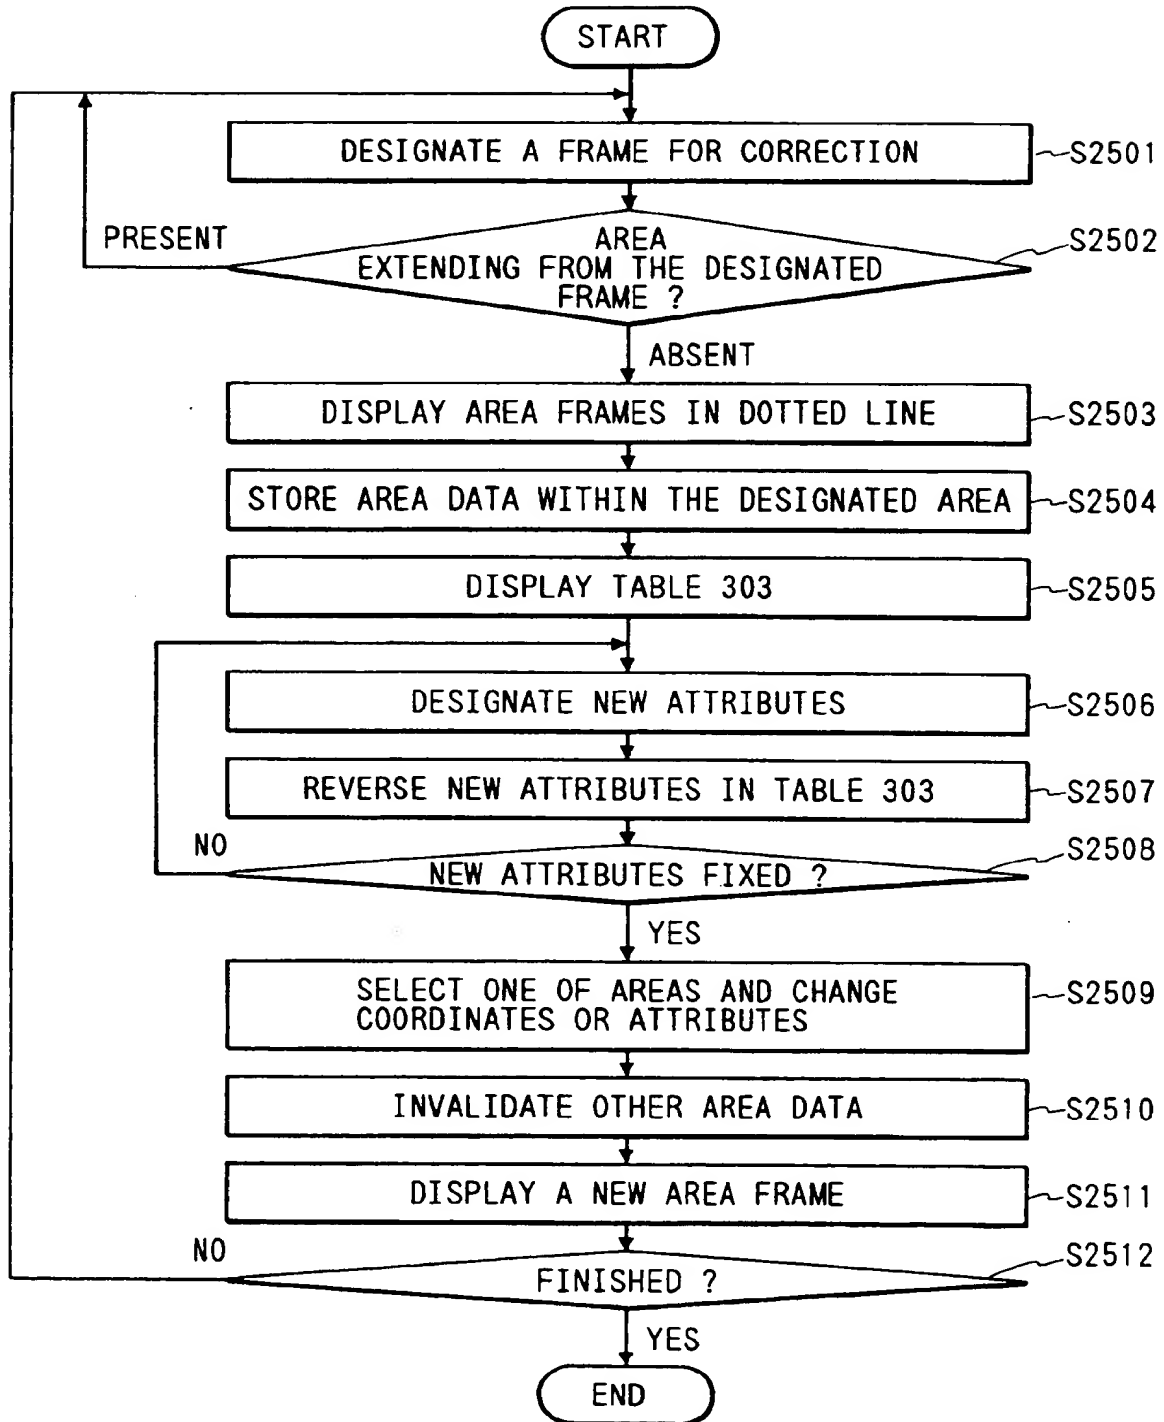 START
DESIGNATE A FRAME FOR CORRECTION
S2501
PRESENT
AREA
EXTENDING FROM THE DESIGNATED
FRAME ?
S2502
ABSENT
DISPLAY AREA FRAMES IN DOTTED LINE
S2503
STORE AREA DATA WITHIN THE DESIGNATED AREA
S2504
DISPLAY TABLE 303
S2505
DESIGNATE NEW ATTRIBUTES
S2506
REVERSE NEW ATTRIBUTES IN TABLE 303
S2507
NO
NEW ATTRIBUTES FIXED ?
S2508
YES
SELECT ONE OF AREAS AND CHANGE
COORDINATES OR ATTRIBUTES
S2509
INVALIDATE OTHER AREA DATA
S2510
DISPLAY A NEW AREA FRAME
S2511
NO
FINISHED ?
S2512
YES
END